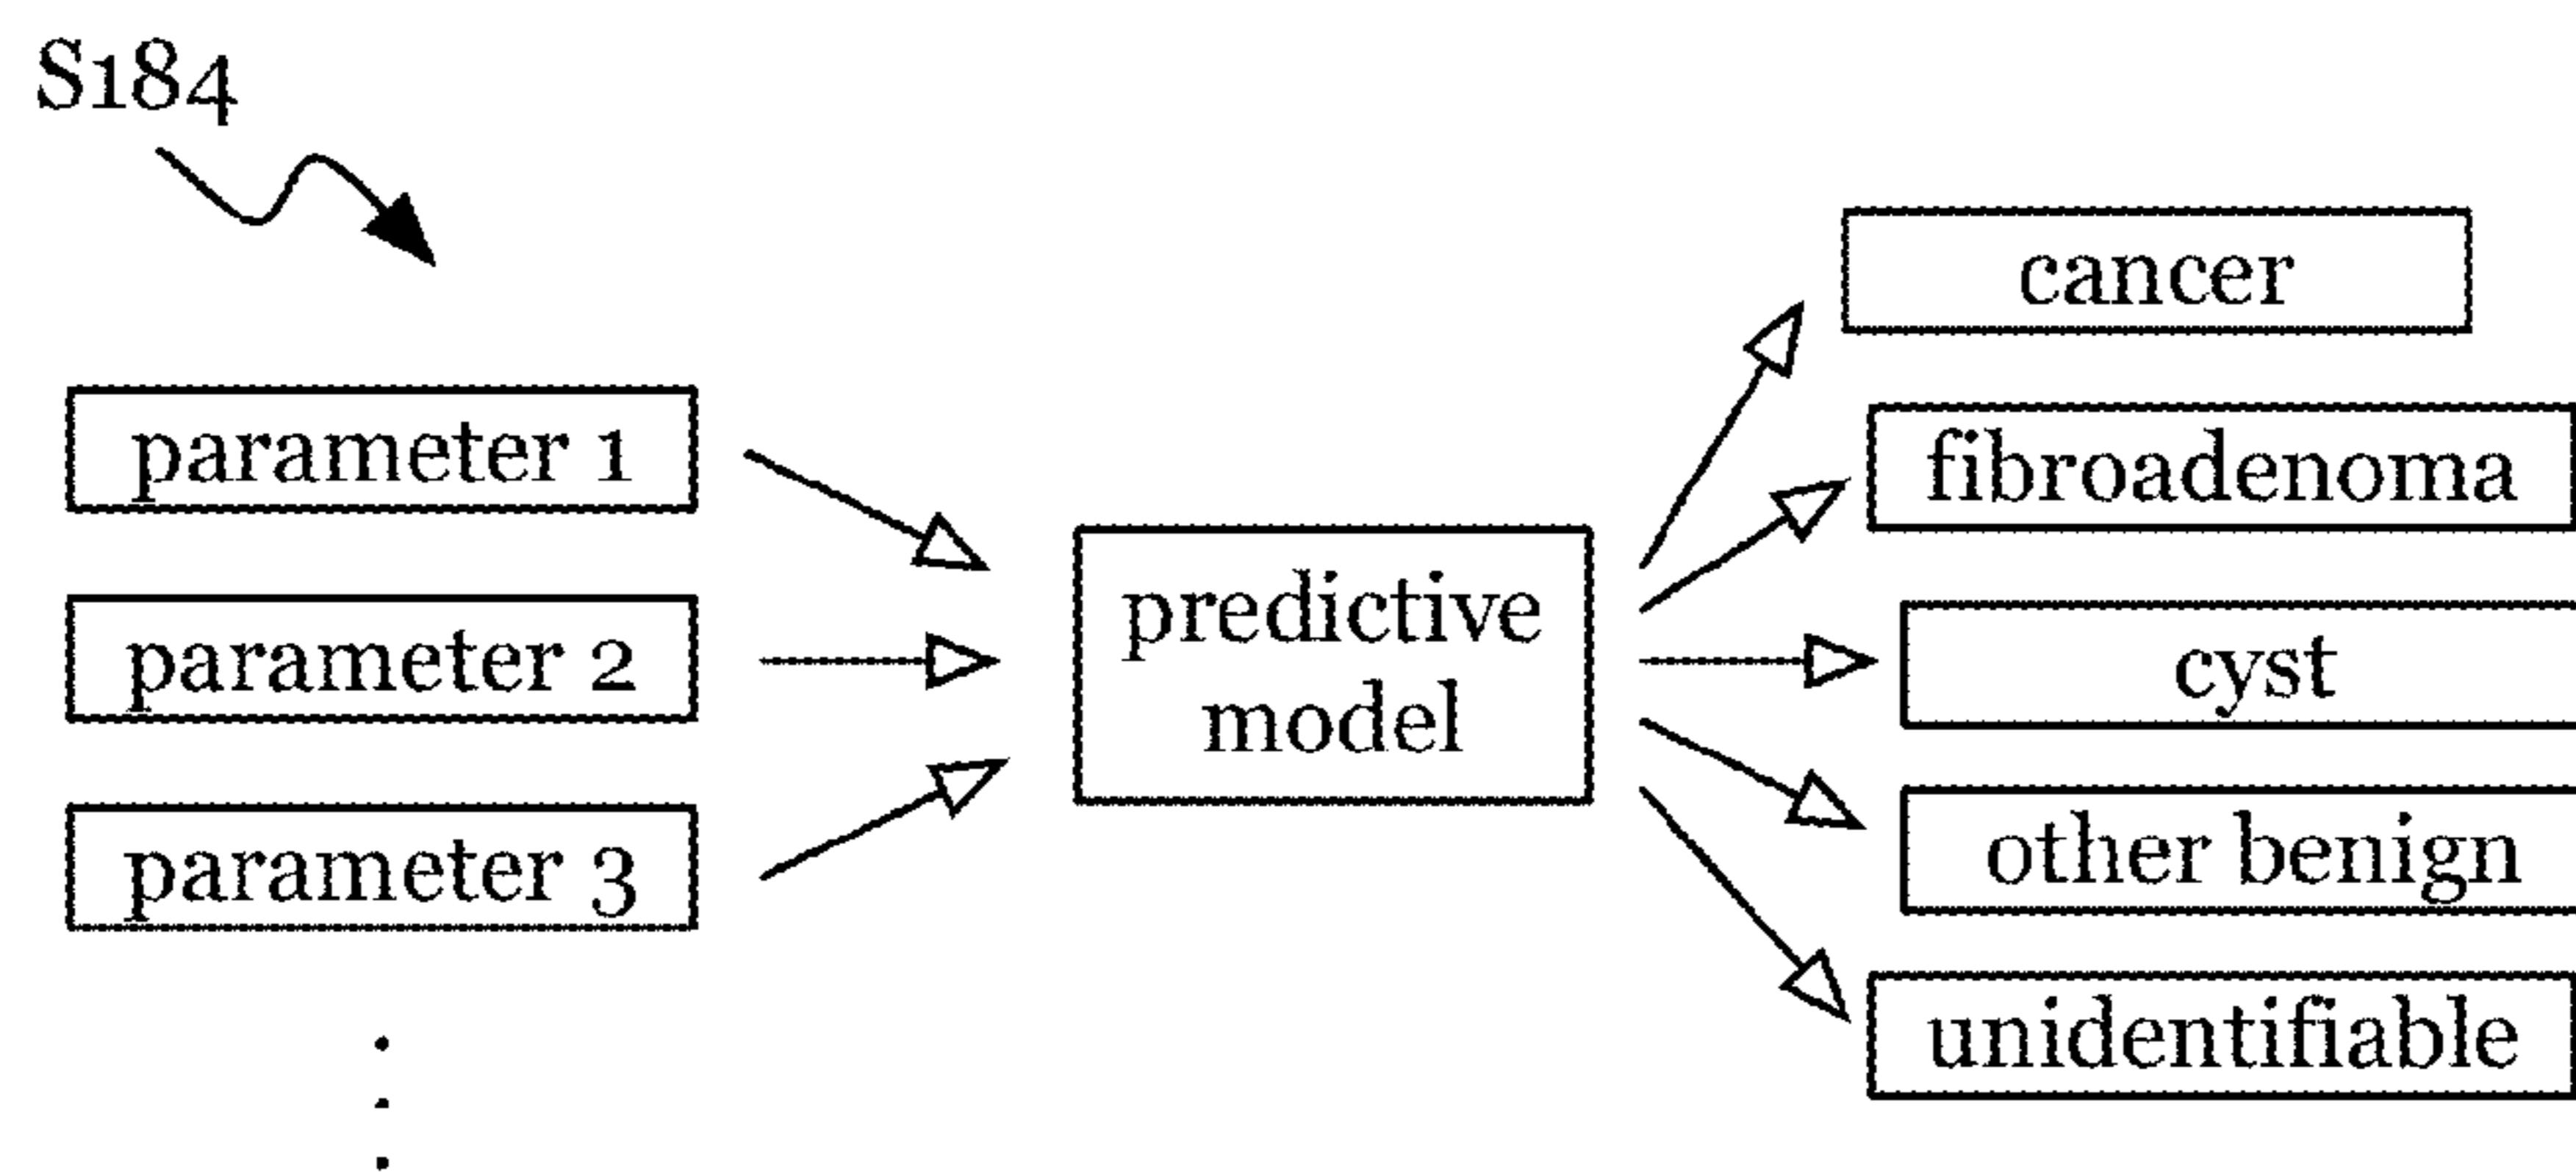 S184
parameter 1
parameter 2
parameter 3
predictive
model
cancer
fibroadenoma
cyst
other benign
unidentifiable